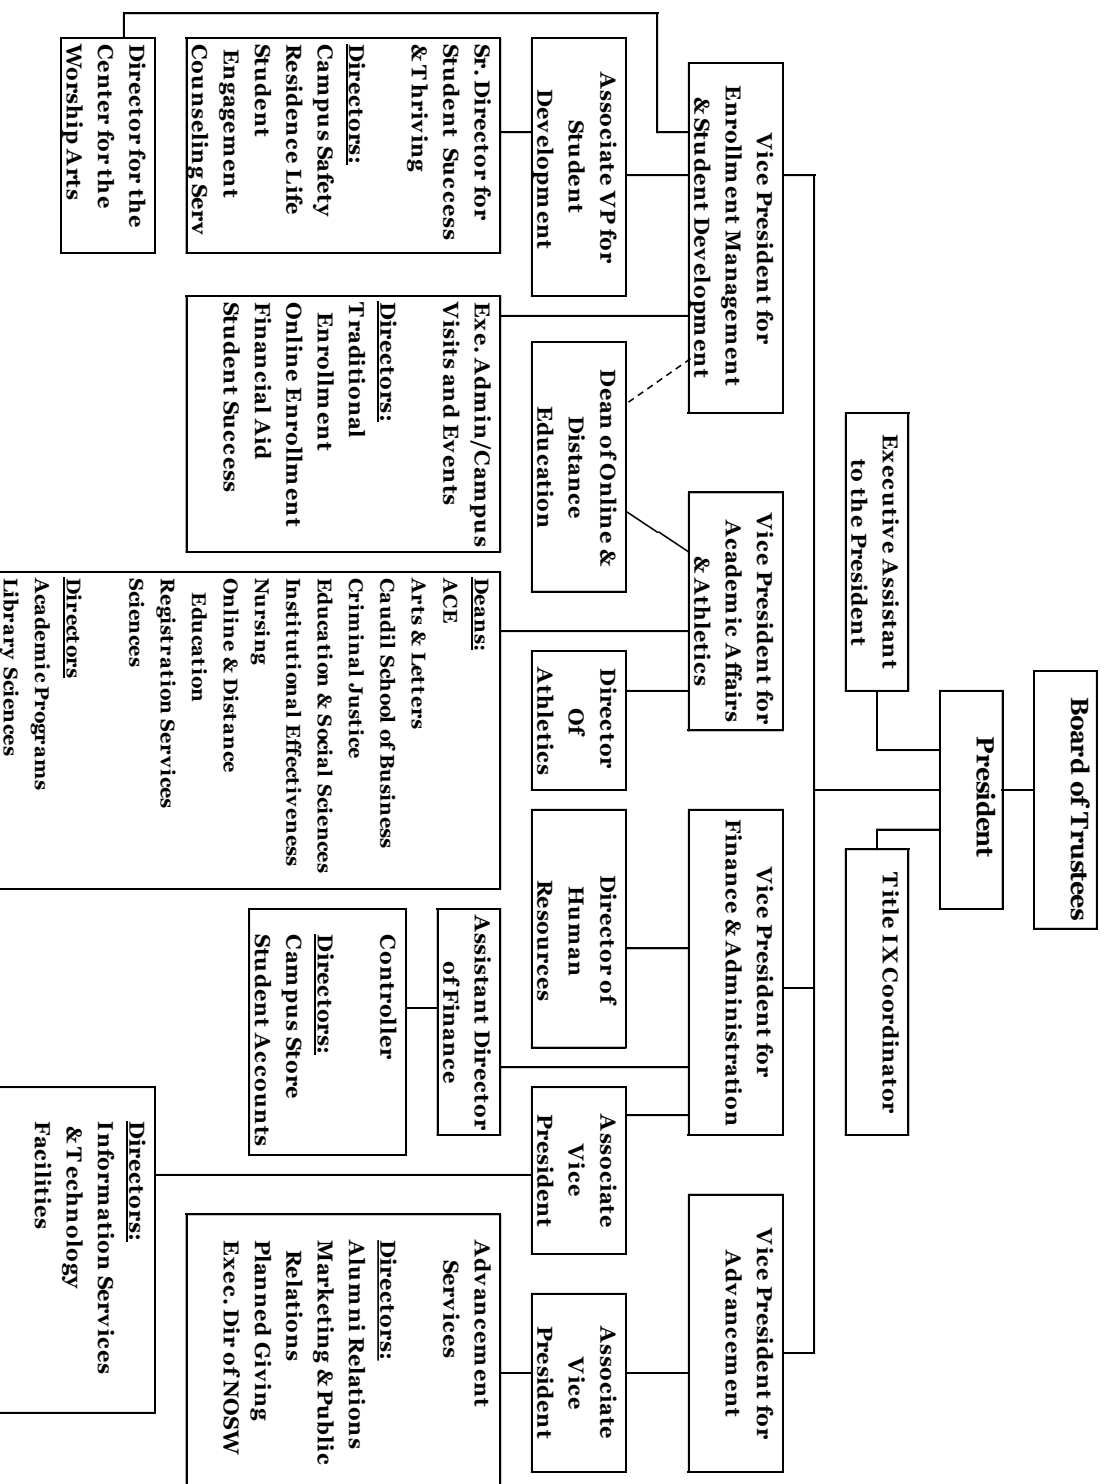 Board of Trustees
President
Executive Assistant
to the President
Title IX Coordinator
Vice President for
Enrollment Management
& Student Development
Vice President for
Academic Affairs
& Athletics
Vice President for
Finance & Administration
Vice President for
Advancement
Associate VP for
Student
Development
Dean of Online &
Distance
Education
Director
Of
Athletics
Director of
Human
Resources
Associate
Vice
President
Associate
Vice
President
Sr. Director for
Student Success
& Thriving
Directors:
Campus Safety
Residence Life
Student
Engagement
Counseling Serv
Exe. Admin/Campus
Visits and Events
Directors:
Traditional
Enrollment
Online Enrollment
Financial Aid
Student Success
Deans:
ACE
Arts & Letters
Caudil School of Business
Criminal Justice
Education & Social Sciences
Institutional Effectiveness
Nursing
Online & Distance
Education
Registration Services
Sciences
Directors
Academic Programs
Library Sciences
Assistant Director
of Finance
Controller
Directors:
Campus Store
Student Accounts
Advancement
Services
Directors:
Alumni Relations
Marketing & Public
Relations
Planned Giving
Exec. Dir of NOSW
Director for the
Center for the
Worship Arts
Directors:
Information Services
& Technology
Facilities